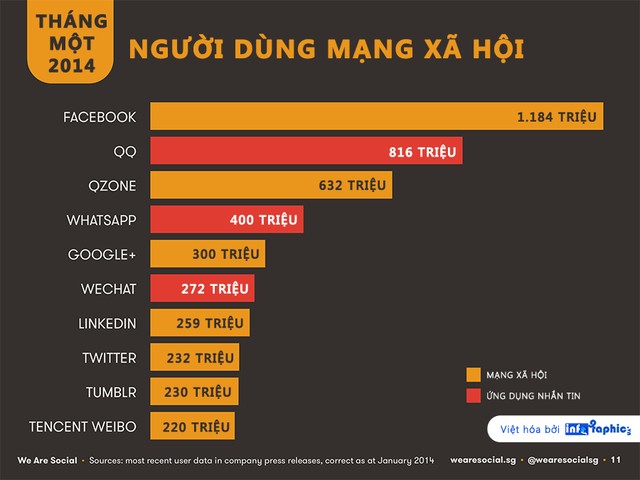 THÁNG
MỘT
2014
NGƯỜI DÙNG MẠNG XÃ HỘI
FACEBOOK 1.184 TRIỆU
QQ 816 TRIỆU
QZONE 632 TRIỆU
WHATSAPP 400 TRIỆU
GOOGLE+ 300 TRIỆU
WECHAT 272 TRIỆU
LINKEDIN 259 TRIỆU
TWITTER 232 TRIỆU
TUMBLR 230 TRIỆU
TENCENT WEIBO 220 TRIỆU
MẠNG XÃ HỘI
ỨNG DỤNG NHẮN TIN
Việt hóa bởi
We Are Social • Sources: most recent user data in company press releases, correct as at January 2014 wearesocial.sg • @wearesocialsg • 11